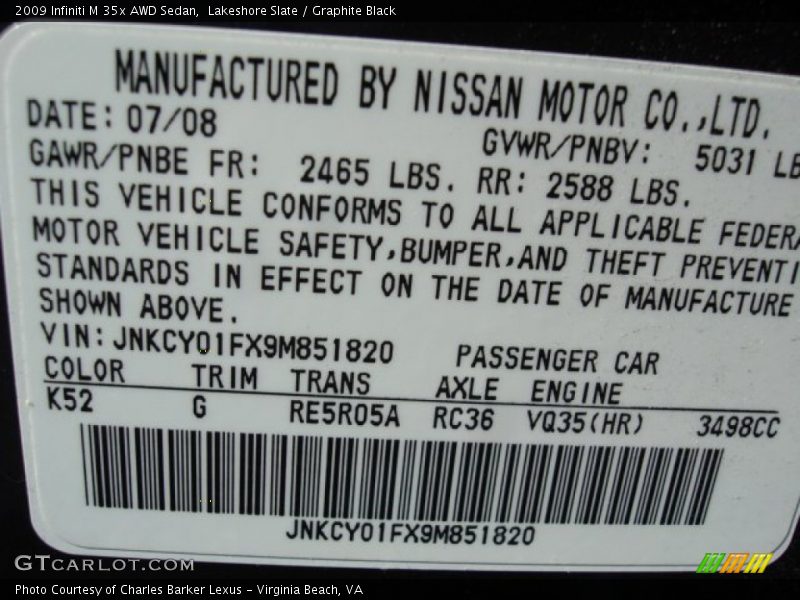 2009 Infiniti M 35x AWD Sedan, Lakeshore Slate / Graphite Black
MANUFACTURED BY NISSAN MOTOR CO.,LTD.
DATE: 07/08 GVWR/PNBV: 5031 LB
GAWR/PNBE FR: 2465 LBS. RR: 2588 LBS.
THIS VEHICLE CONFORMS TO ALL APPLICABLE FEDERA
MOTOR VEHICLE SAFETY,BUMPER,AND THEFT PREVENTI
STANDARDS IN EFFECT ON THE DATE OF MANUFACTURE
SHOWN ABOVE.
VIN: JNKCY01FX9M851820 PASSENGER CAR
COLOR TRIM TRANS AXLE ENGINE
K52 G RE5R05A RC36 VQ35(HR) 3498CC
JNKCY01FX9M851820
GTCARLOT.COM
Photo Courtesy of Charles Barker Lexus - Virginia Beach, VA